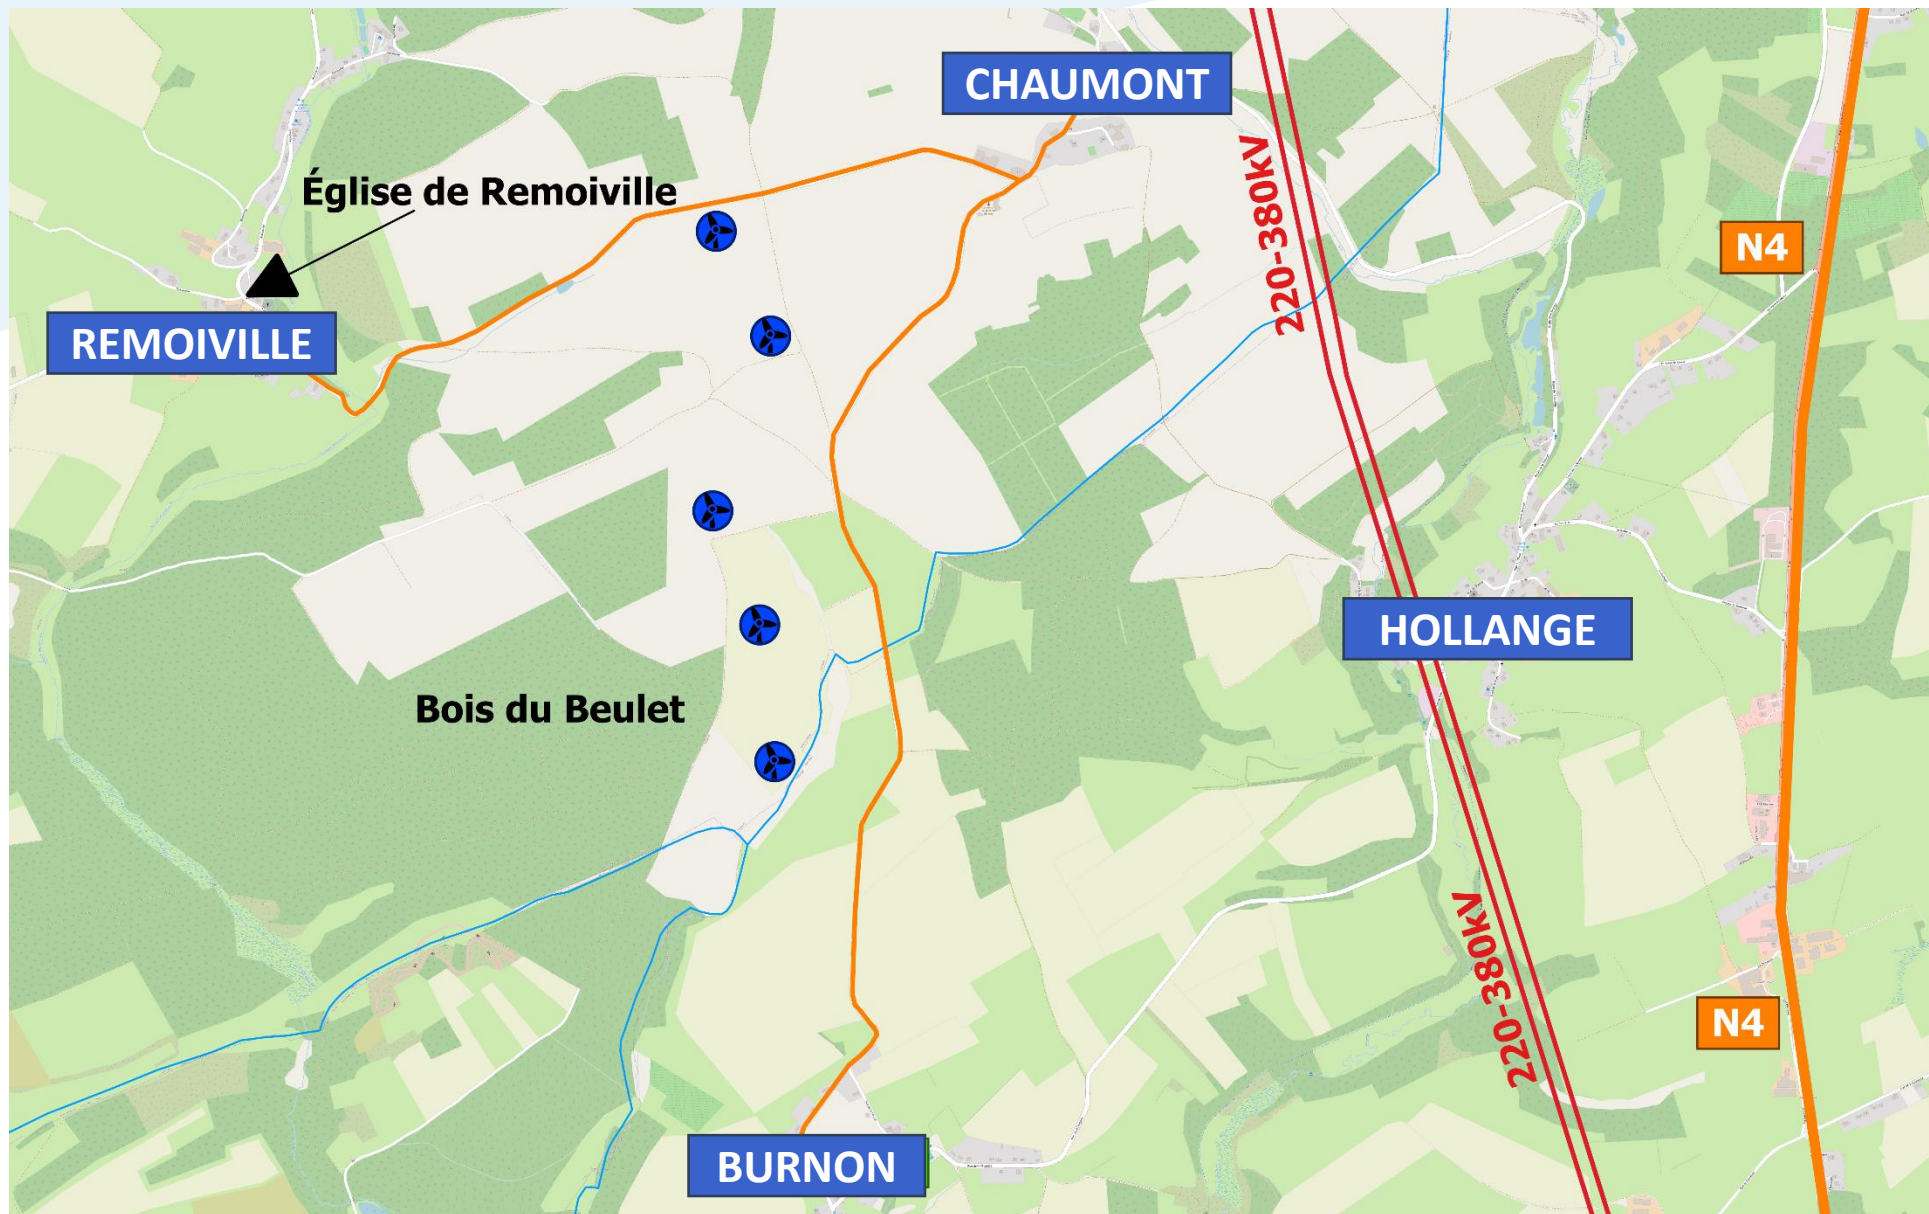 CHAUMONT
220-380kV
Église de Remoiville
N4
REMOIVILLE
HOLLANGE
Bois du Beulet
220-380kV
N4
BURNON